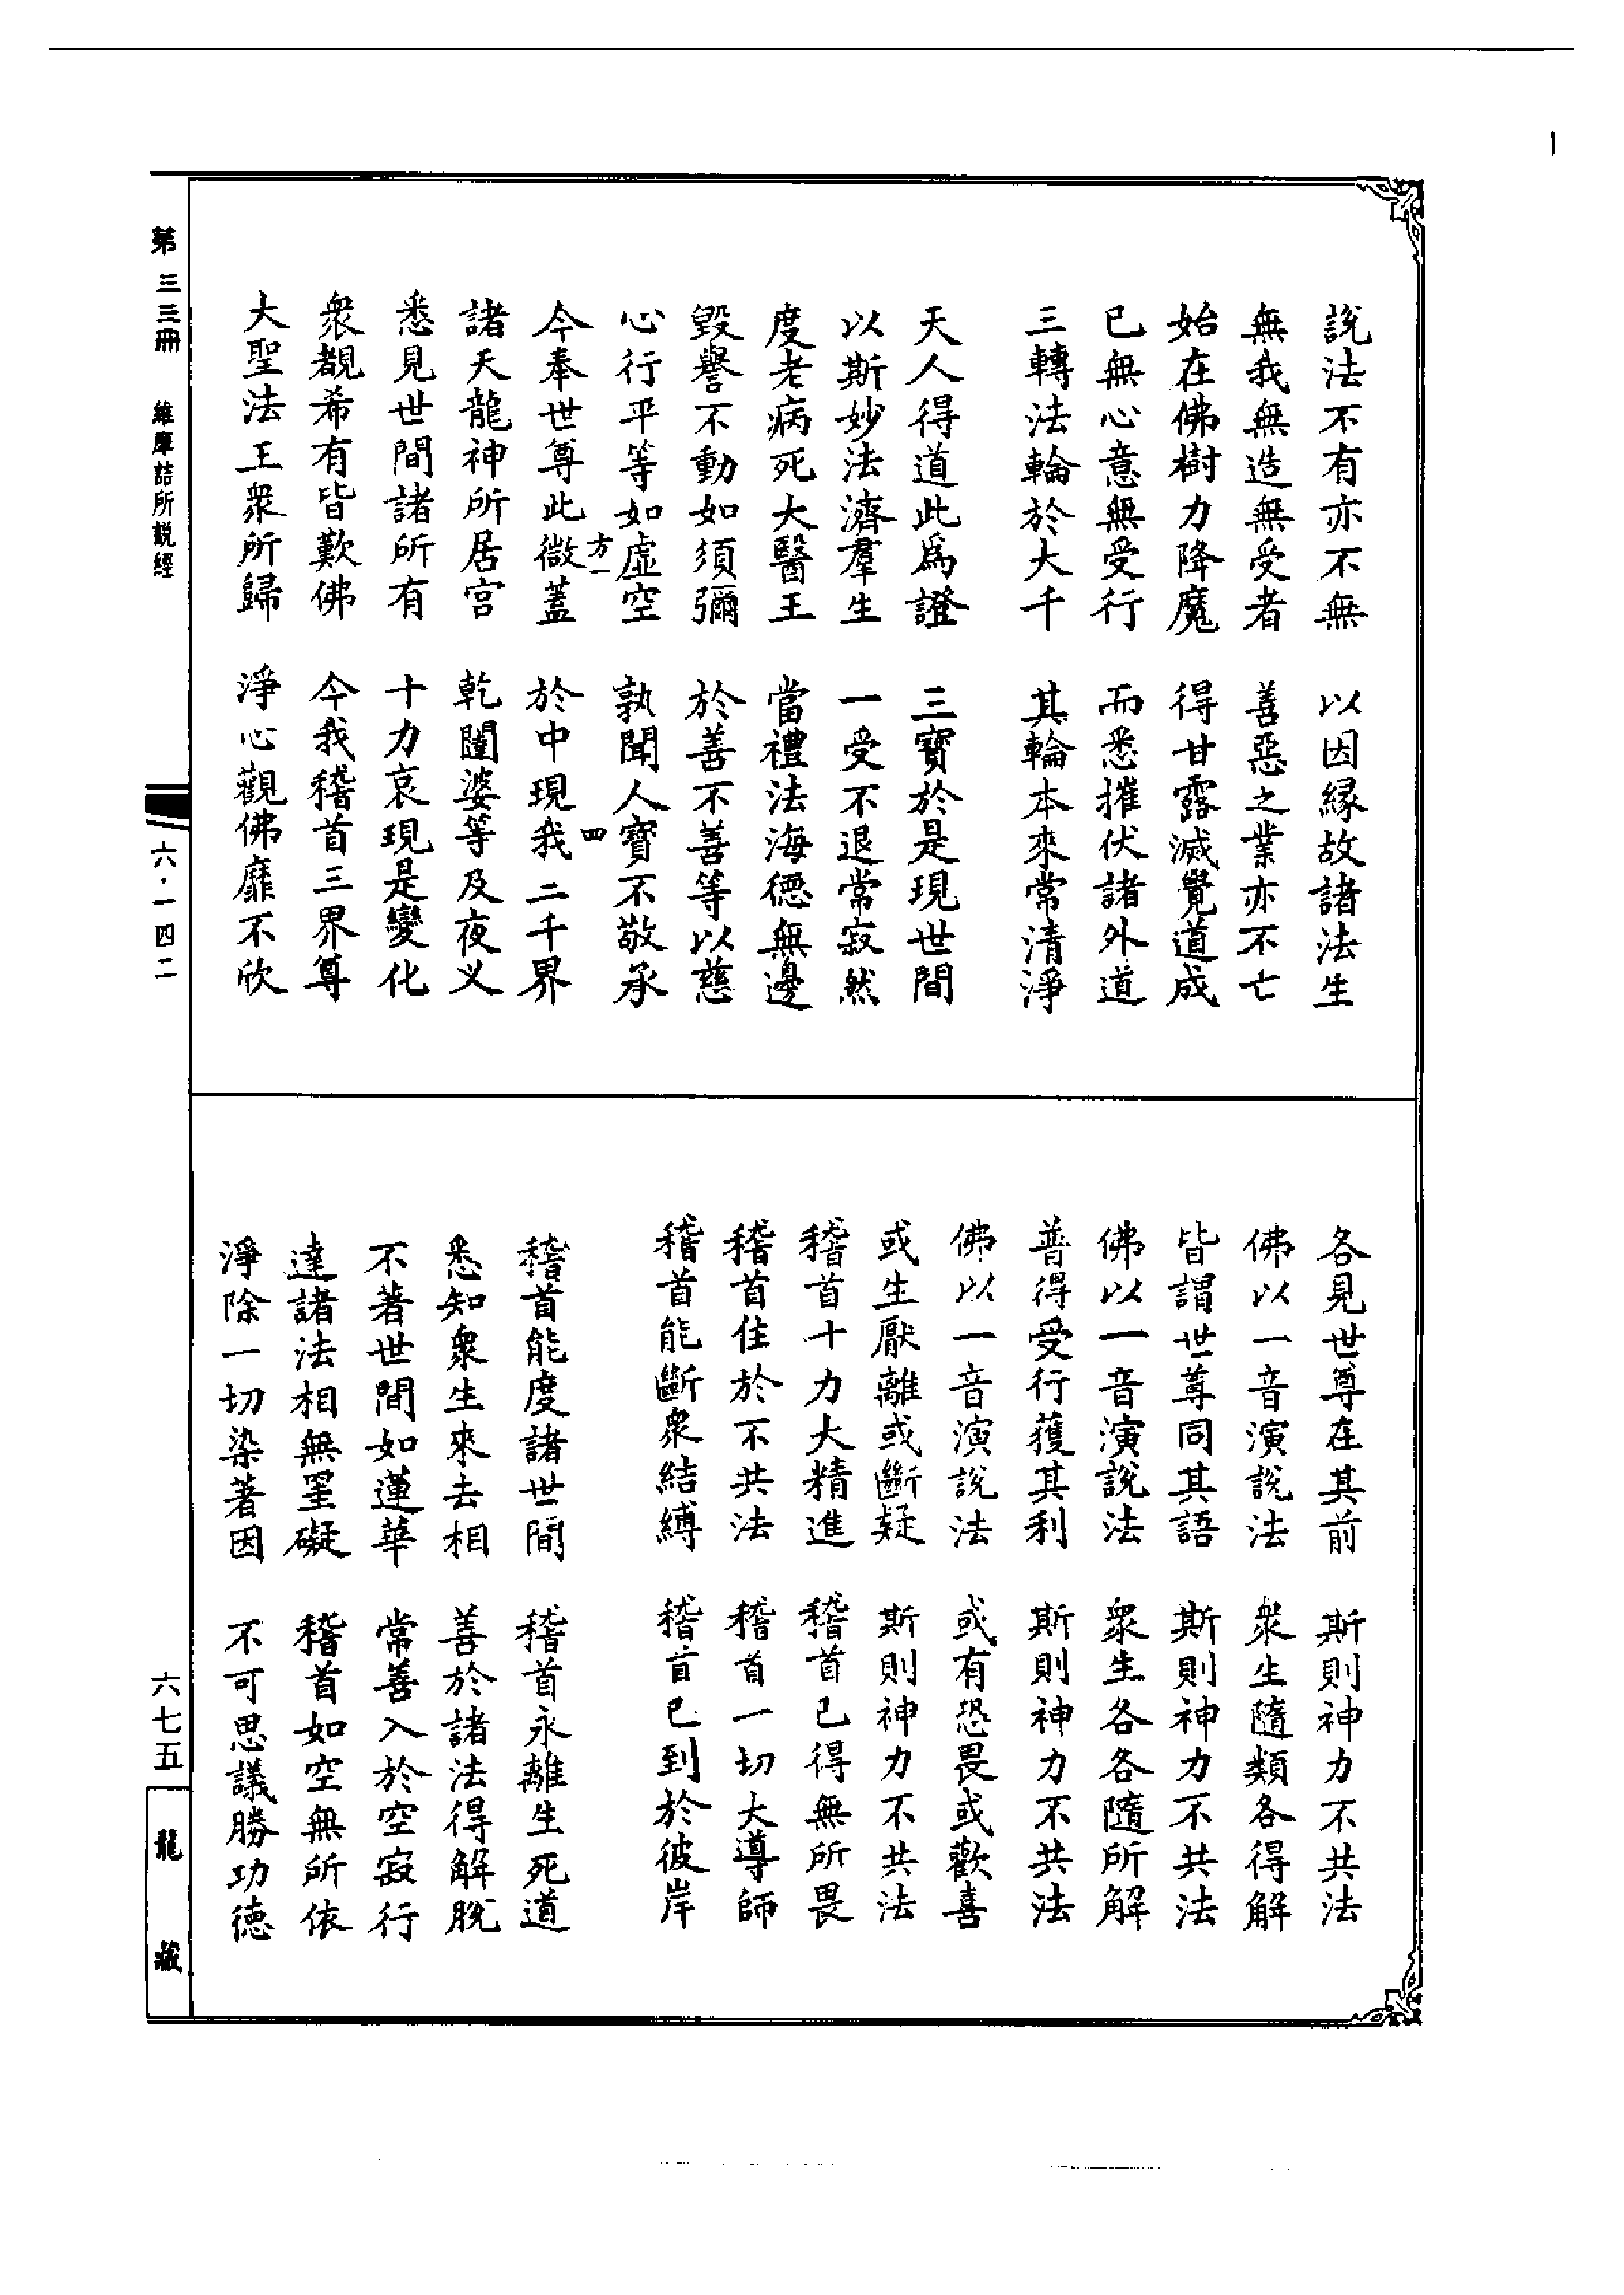 說法不有亦不無　以因緣故諸法生
無我無造無受者　善惡之業亦不亡
始在佛樹力降魔　得甘露滅覺道成
已無心意無受行　而悉摧伏諸外道
三轉法輪於大千　其輪本來常清淨
天人得道此爲證　三寶於是現世間
以斯妙法濟羣生　一受不退常寂然
度老病死大醫王　當禮法海德無邊
毀譽不動如須彌　於善不善等以慈
心行平等如虛空　孰聞人寶不敬承
方一　四
今奉世尊此微蓋　於中現我三千界
諸天龍神所居宮　乾闥婆等及夜叉
悉見世間諸所有　十力哀現是變化
衆覩希有皆歎佛　今我稽首三界尊
大聖法王衆所歸　淨心觀佛靡不欣
各見世尊在其前　斯則神力不共法
佛以一音演說法　衆生隨類各得解
皆謂世尊同其語　斯則神力不共法
佛以一音演說法　衆生各各隨所解
普得受行獲其利　斯則神力不共法
佛以一音演說法　或有恐畏或歡喜
或生厭離或斷疑　斯則神力不共法
稽首十力大精進　稽首已得無所畏
稽首住於不共法　稽首一切大導師
稽首能斷衆結縛　稽首已到於彼岸
稽首能度諸世間　稽首永離生死道
悉知衆生來去相　善於諸法得解脫
不著世間如蓮華　常善入於空寂行
達諸法相無罣礙　稽首如空無所依
淨除一切染著因　不可思議勝功德
第三三冊　維摩詰所説經　六·一四二　六七五　龍藏